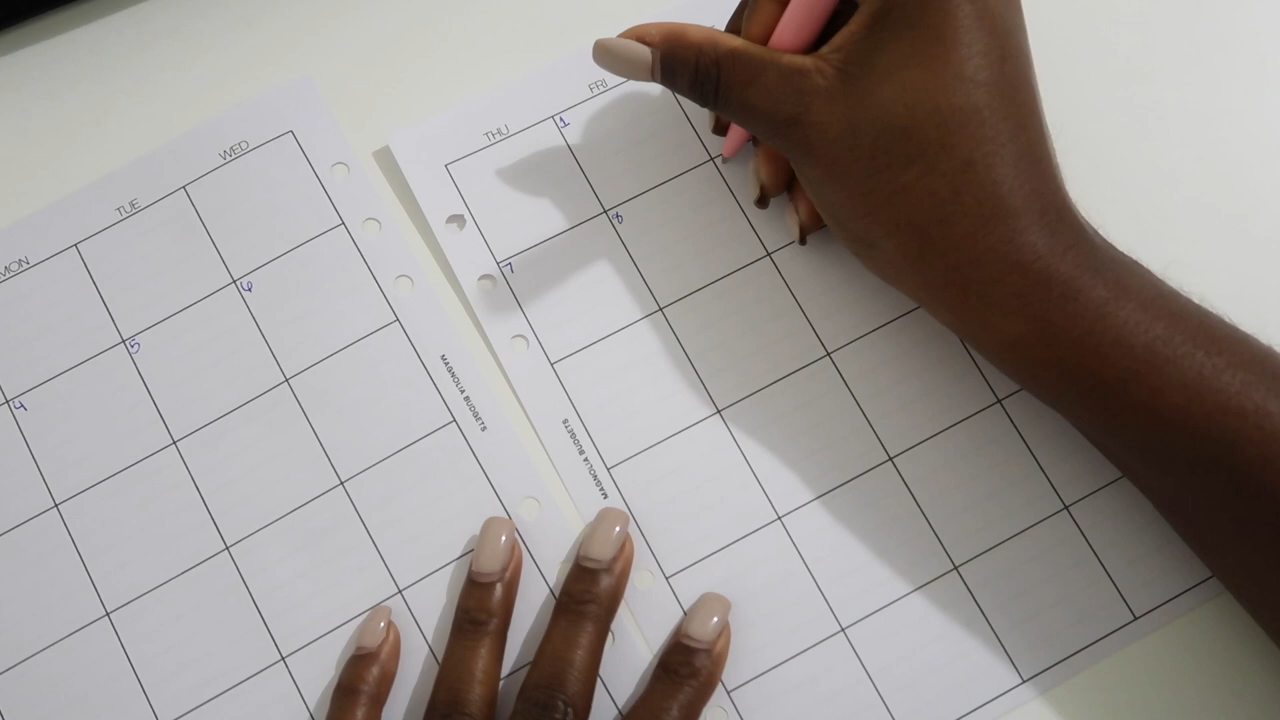 MON TUE WED THU FRI
1
4 5 6 7 8
MAGNOLIA BUDGETS
MAGNOLIA BUDGETS